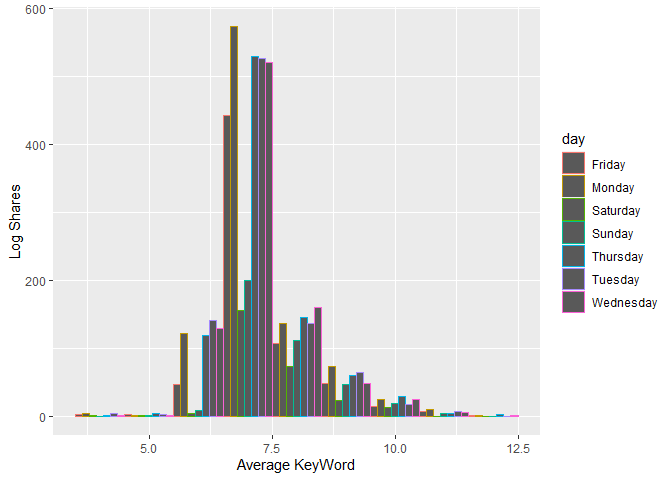 600
400
200
0
Log Shares
5.0 7.5 10.0 12.5
Average KeyWord
day
Friday
Monday
Saturday
Sunday
Thursday
Tuesday
Wednesday